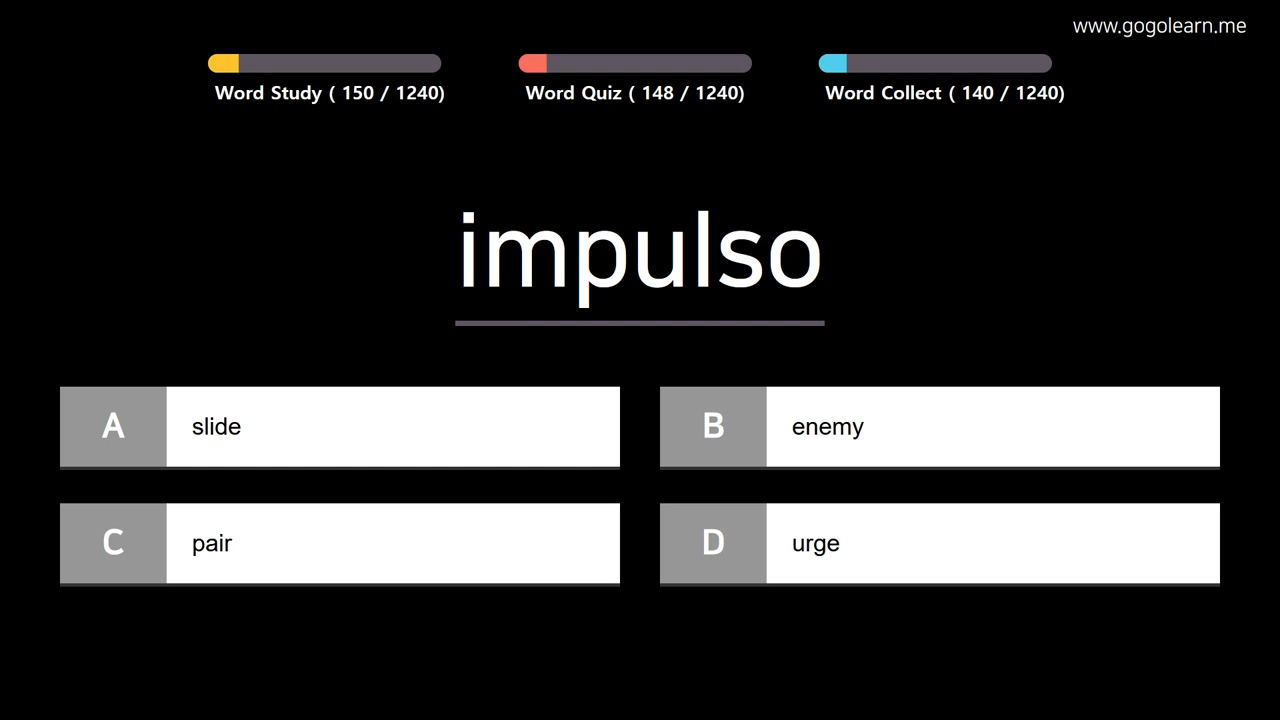 www.gogolearn.me
Word Study ( 150 / 1240)
Word Quiz ( 148 / 1240)
Word Collect ( 140 / 1240)
impulso
A slide
B enemy
C pair
D urge